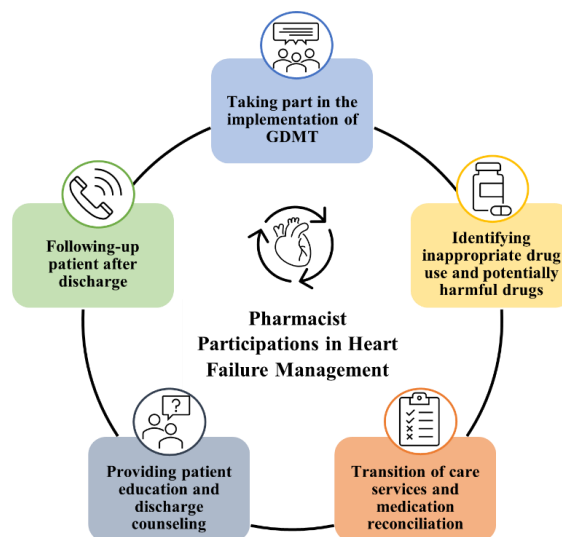 Taking part in the
implementation of
GDMT
Following-up
patient after
discharge
Identifying
inappropriate drug
use and potentially
harmful drugs
Pharmacist
Participations in Heart
Failure Management
?
Providing patient
education and
discharge
counseling
Transition of care
services and
medication
reconciliation